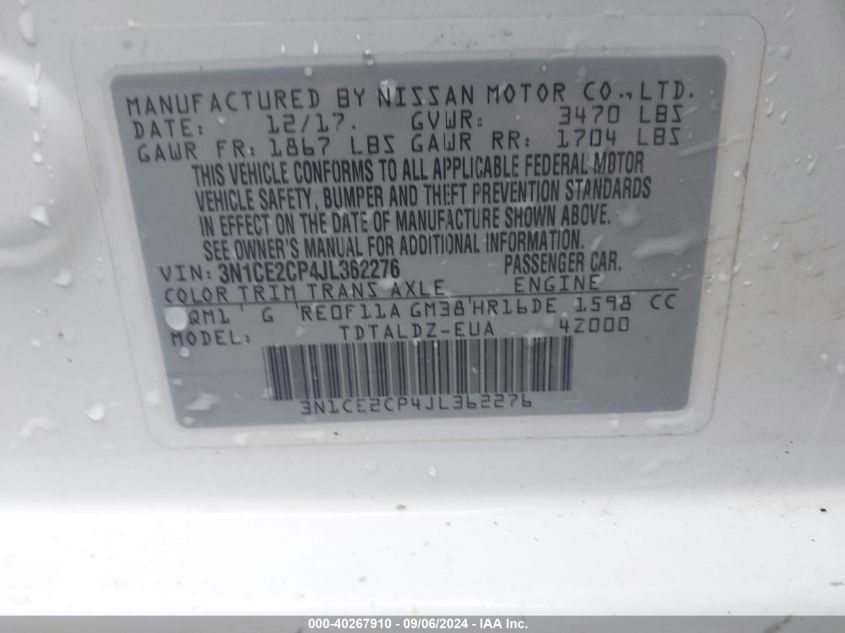 MANUFACTURED BY NISSAN MOTOR CO., LTD.
DATE: 12/17. GVWR: 3470 LBS
GAWR FR: 1867 LBS GAWR RR: 1704 LBS
THIS VEHICLE CONFORMS TO ALL APPLICABLE FEDERAL MOTOR
VEHICLE SAFETY, BUMPER AND THEFT PREVENTION STANDARDS
IN EFFECT ON THE DATE OF MANUFACTURE SHOWN ABOVE.
SEE OWNER'S MANUAL FOR ADDITIONAL INFORMATION.
VIN: 3N1CE2CP4JL362276 PASSENGER CAR.
COLOR TRIM TRANS AXLE ENGINE
QM1 G RE0F11A GM38 HR16DE 1598 CC
MODEL: TDTALDZ-EUA 4Z000
3N1CE2CP4JL362276
000-40267910 - 09/06/2024 - IAA Inc.